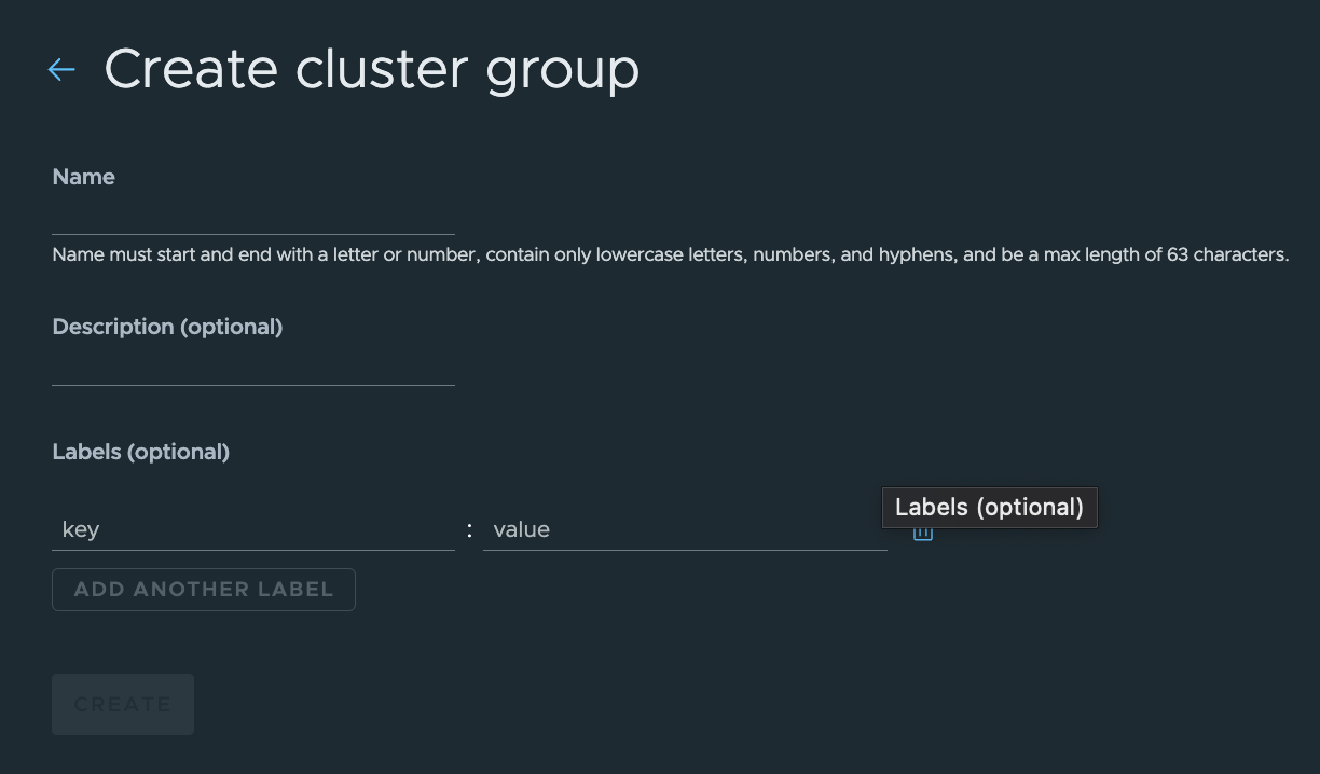 Create cluster group
Name
Name must start and end with a letter or number, contain only lowercase letters, numbers, and hyphens, and be a max length of 63 characters.
Description (optional)
Labels (optional)
Labels (optional)
key : value
ADD ANOTHER LABEL
CREATE